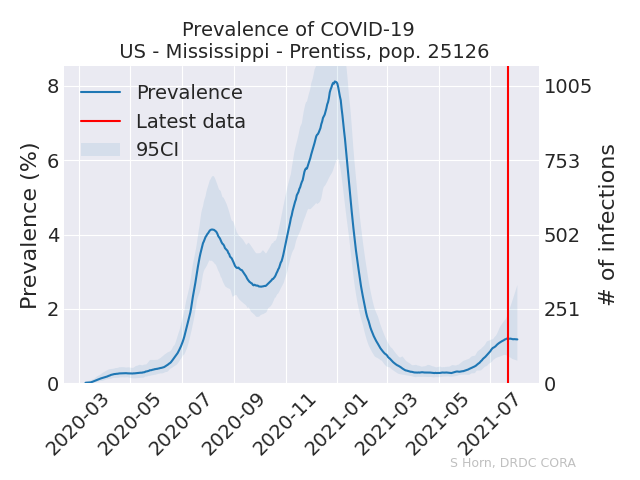 Prevalence of COVID-19
US - Mississippi - Prentiss, pop. 25126
Prevalence
Latest data
95CI
Prevalence (%)
8
6
4
2
0
# of infections
1005
753
502
251
0
2020-03
2020-05
2020-07
2020-09
2020-11
2021-01
2021-03
2021-05
2021-07
S Horn, DRDC CORA